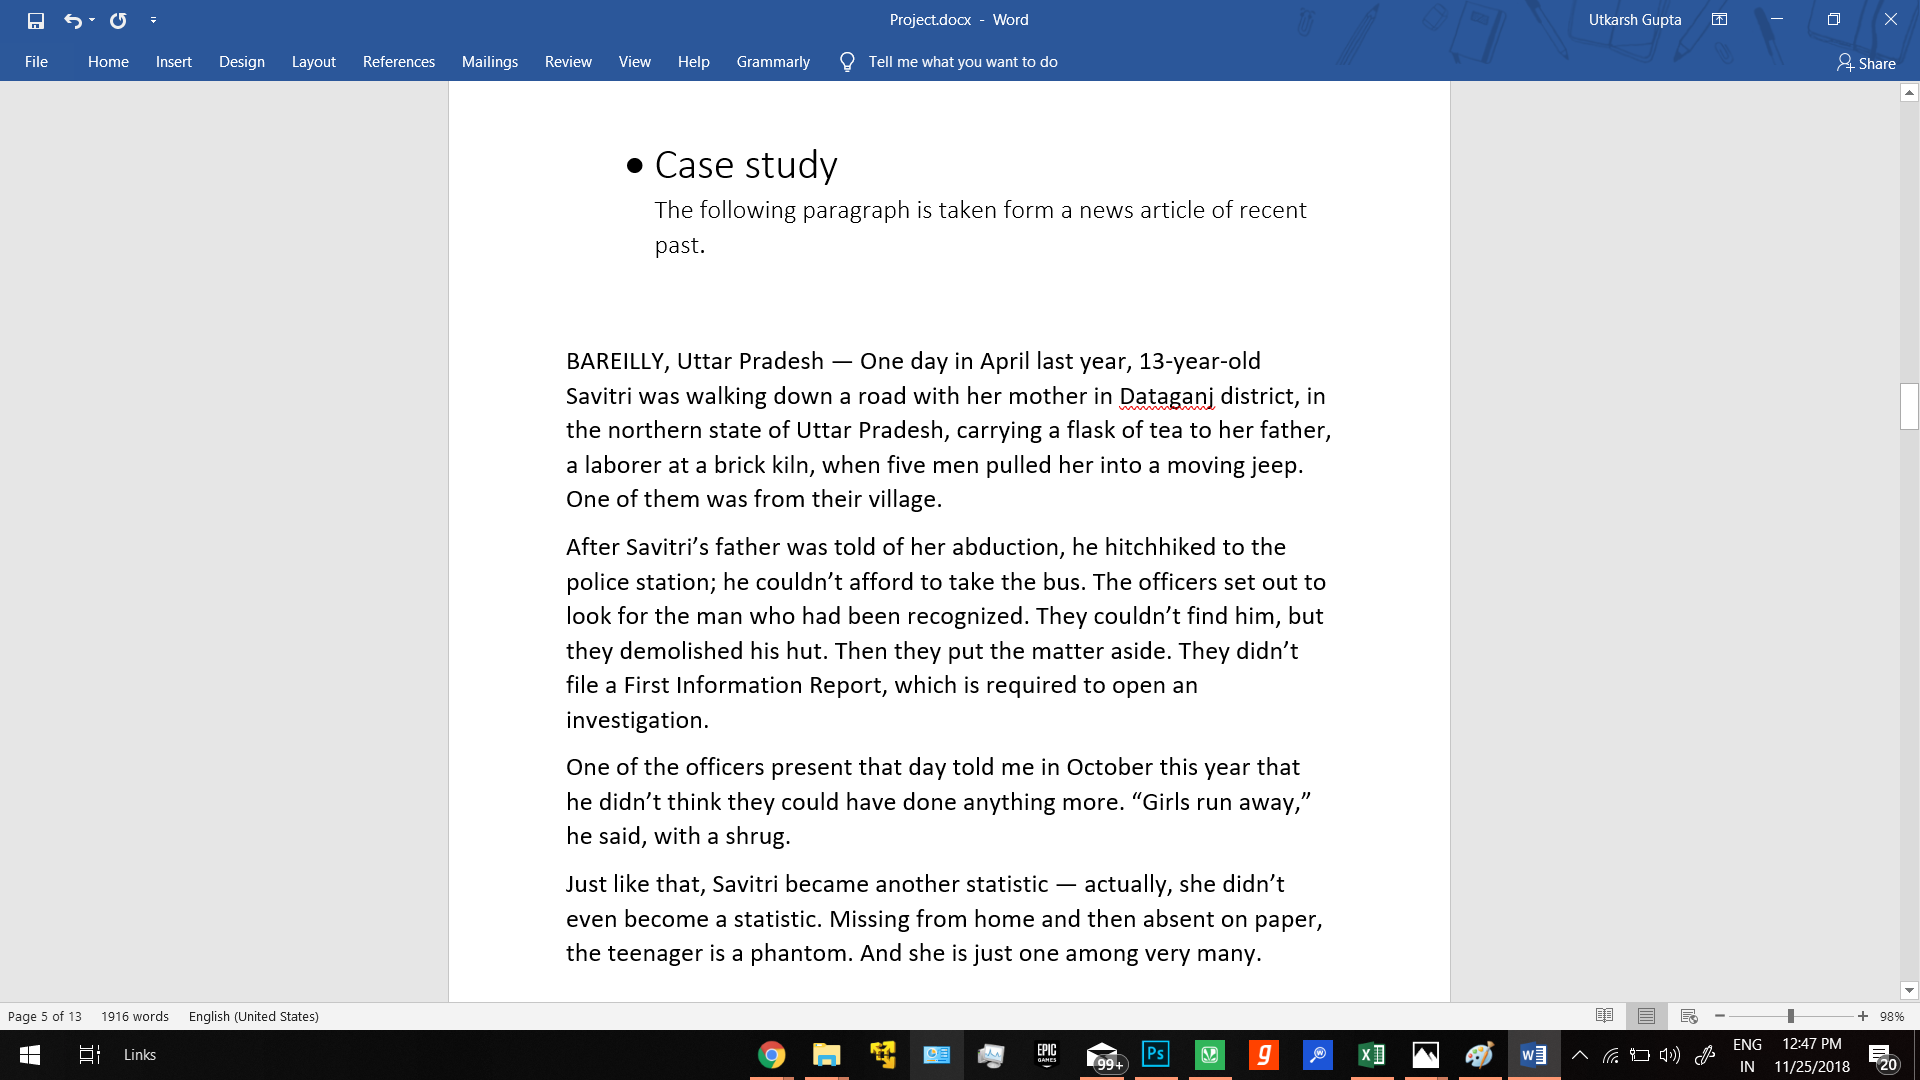 Project.docx - Word
Utkarsh Gupta
File Home Insert Design Layout References Mailings Review View Help Grammarly Tell me what you want to do
Share
• Case study
The following paragraph is taken form a news article of recent
past.
BAREILLY, Uttar Pradesh — One day in April last year, 13-year-old
Savitri was walking down a road with her mother in Dataganj district, in
the northern state of Uttar Pradesh, carrying a flask of tea to her father,
a laborer at a brick kiln, when five men pulled her into a moving jeep.
One of them was from their village.
After Savitri’s father was told of her abduction, he hitchhiked to the
police station; he couldn’t afford to take the bus. The officers set out to
look for the man who had been recognized. They couldn’t find him, but
they demolished his hut. Then they put the matter aside. They didn’t
file a First Information Report, which is required to open an
investigation.
One of the officers present that day told me in October this year that
he didn’t think they could have done anything more. “Girls run away,”
he said, with a shrug.
Just like that, Savitri became another statistic — actually, she didn’t
even become a statistic. Missing from home and then absent on paper,
the teenager is a phantom. And she is just one among very many.
Page 5 of 13 1916 words English (United States)
98%
Links
EPIC GAMES
99+
Ps
g
ENG
IN
12:47 PM
11/25/2018
20